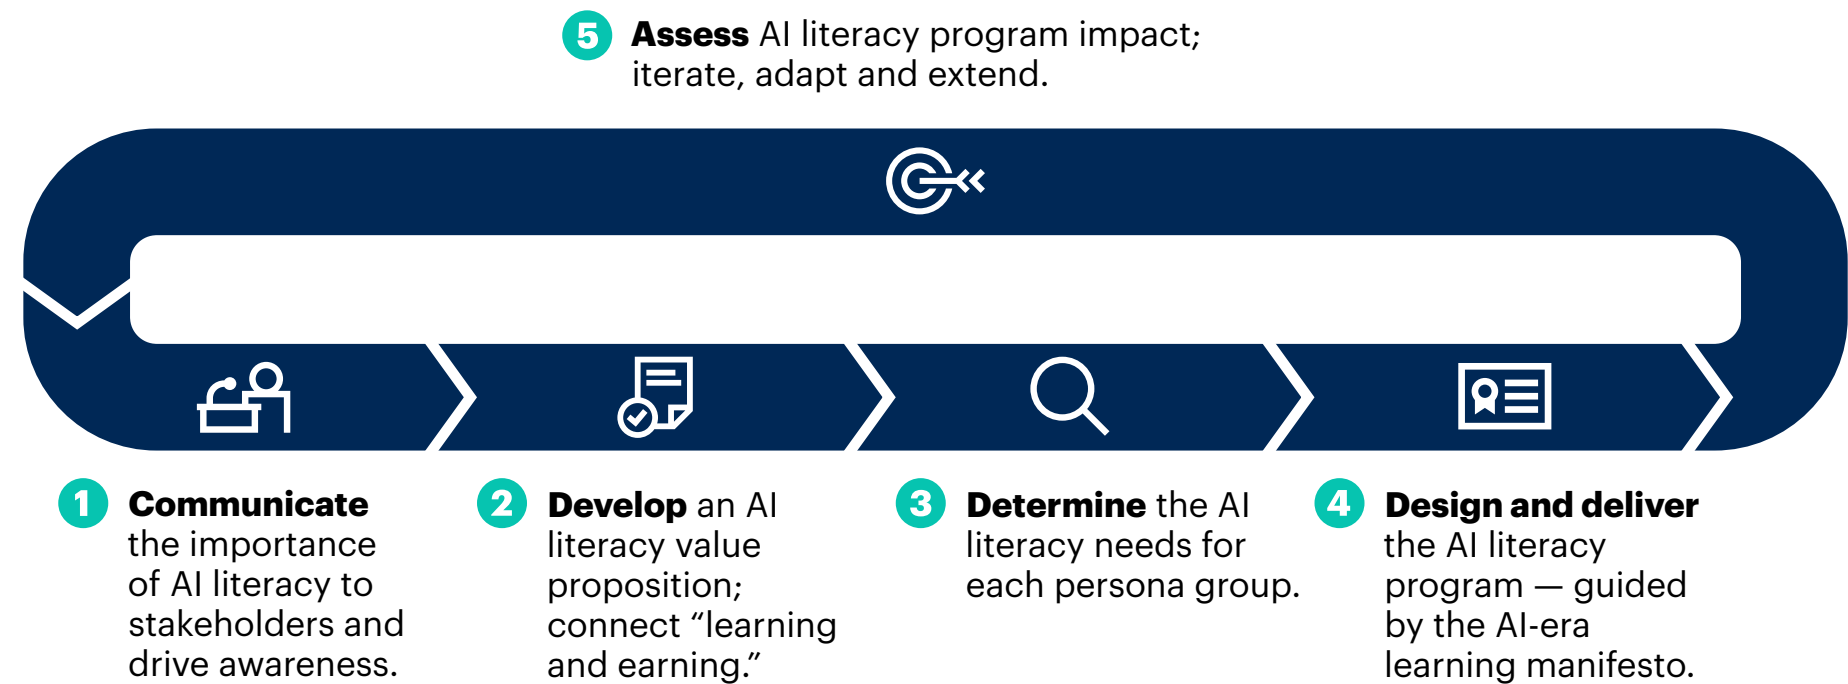 5 Assess AI literacy program impact;
iterate, adapt and extend.
1 Communicate
the importance
of AI literacy to
stakeholders and
drive awareness.
2 Develop an AI
literacy value
proposition;
connect “learning
and earning.”
3 Determine the AI
literacy needs for
each persona group.
4 Design and deliver
the AI literacy
program — guided
by the AI-era
learning manifesto.